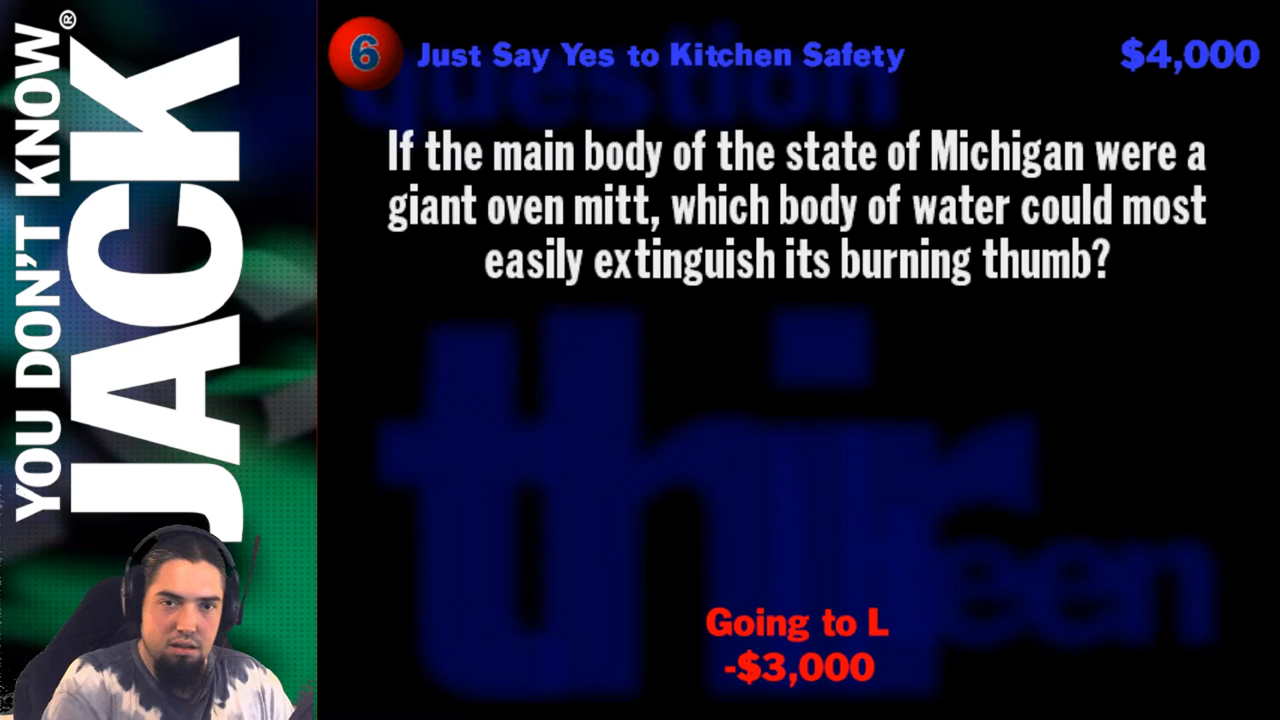 YOU DON'T KNOW
JACK®
6
Just Say Yes to Kitchen Safety
$4,000
question
If the main body of the state of Michigan were a
giant oven mitt, which body of water could most
easily extinguish its burning thumb?
thirteen
Going to L
-$3,000